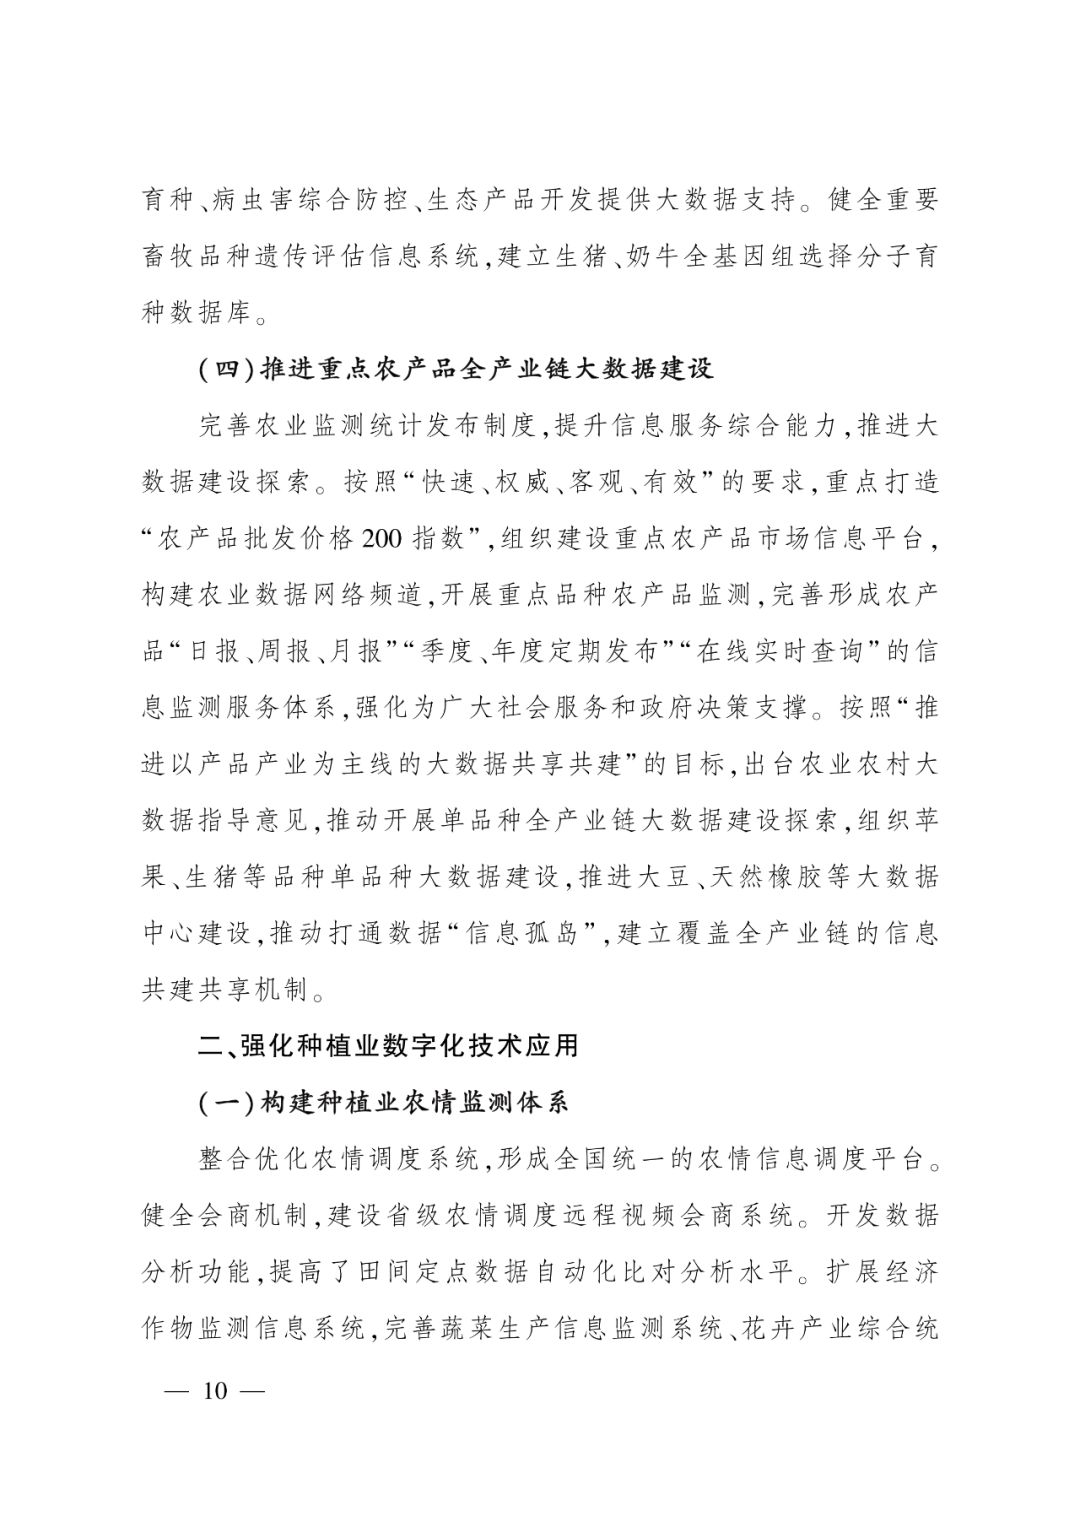 育种、病虫害综合防控、生态产品开发提供大数据支持。健全重要
畜牧品种遗传评估信息系统,建立生猪、奶牛全基因组选择分子育
种数据库。
(四)推进重点农产品全产业链大数据建设
完善农业监测统计发布制度,提升信息服务综合能力,推进大
数据建设探索。按照“快速、权威、客观、有效”的要求,重点打造
“农产品批发价格 200 指数”,组织建设重点农产品市场信息平台,
构建农业数据网络频道,开展重点品种农产品监测,完善形成农产
品“日报、周报、月报”“季度、年度定期发布”“在线实时查询”的信
息监测服务体系,强化为广大社会服务和政府决策支撑。按照“推
进以产品产业为主线的大数据共享共建”的目标,出台农业农村大
数据指导意见,推动开展单品种全产业链大数据建设探索,组织苹
果、生猪等品种单品种大数据建设,推进大豆、天然橡胶等大数据
中心建设,推动打通数据“信息孤岛”,建立覆盖全产业链的信息
共建共享机制。
二、强化种植业数字化技术应用
(一)构建种植业农情监测体系
整合优化农情调度系统,形成全国统一的农情信息调度平台。
健全会商机制,建设省级农情调度远程视频会商系统。开发数据
分析功能,提高了田间定点数据自动化比对分析水平。扩展经济
作物监测信息系统,完善蔬菜生产信息监测系统、花卉产业综合统
— 10 —